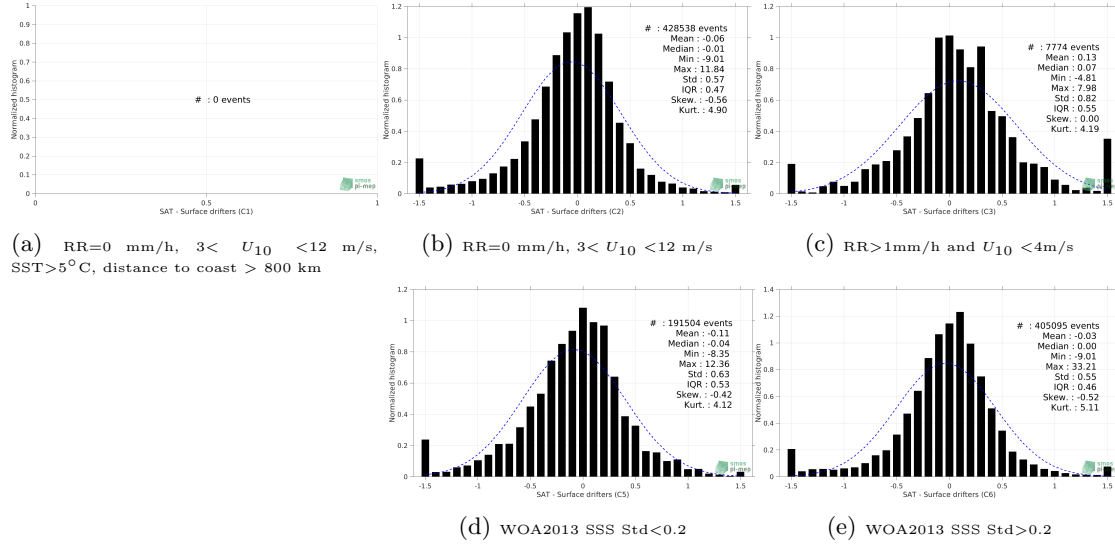 1
0.9
0.8
0.7
0.6
0.5
0.4
0.3
0.2
0.1
0
Normalized histogram
# : 0 events
0 0.5 1
SAT - Surface drifters (C1)
smos
pi-mep
(a) RR=0 mm/h, 3< U10 <12 m/s,
SST>5°C, distance to coast > 800 km
1.2
1
0.8
0.6
0.4
0.2
0
Normalized histogram
# : 428538 events
Mean : -0.06
Median : -0.01
Min : -9.01
Max : 11.84
Std : 0.57
IQR : 0.47
Skew. : -0.56
Kurt. : 4.90
-1.5 -1 -0.5 0 0.5 1 1.5
SAT - Surface drifters (C2)
smos
pi-mep
(b) RR=0 mm/h, 3< U10 <12 m/s
1.2
1
0.8
0.6
0.4
0.2
0
Normalized histogram
# : 7774 events
Mean : 0.13
Median : 0.07
Min : -4.81
Max : 7.98
Std : 0.82
IQR : 0.55
Skew. : 0.00
Kurt. : 4.19
-1.5 -1 -0.5 0 0.5 1 1.5
SAT - Surface drifters (C3)
smos
pi-mep
(c) RR>1mm/h and U10 <4m/s
1.2
1
0.8
0.6
0.4
0.2
0
Normalized histogram
# : 191504 events
Mean : -0.11
Median : -0.04
Min : -8.35
Max : 12.36
Std : 0.63
IQR : 0.53
Skew. : -0.42
Kurt. : 4.12
-1.5 -1 -0.5 0 0.5 1 1.5
SAT - Surface drifters (C5)
smos
pi-mep
(d) WOA2013 SSS Std<0.2
1.4
1.2
1
0.8
0.6
0.4
0.2
0
Normalized histogram
# : 405095 events
Mean : -0.03
Median : 0.00
Min : -9.01
Max : 33.21
Std : 0.55
IQR : 0.46
Skew. : -0.52
Kurt. : 5.11
-1.5 -1 -0.5 0 0.5 1 1.5
SAT - Surface drifters (C6)
smos
pi-mep
(e) WOA2013 SSS Std>0.2